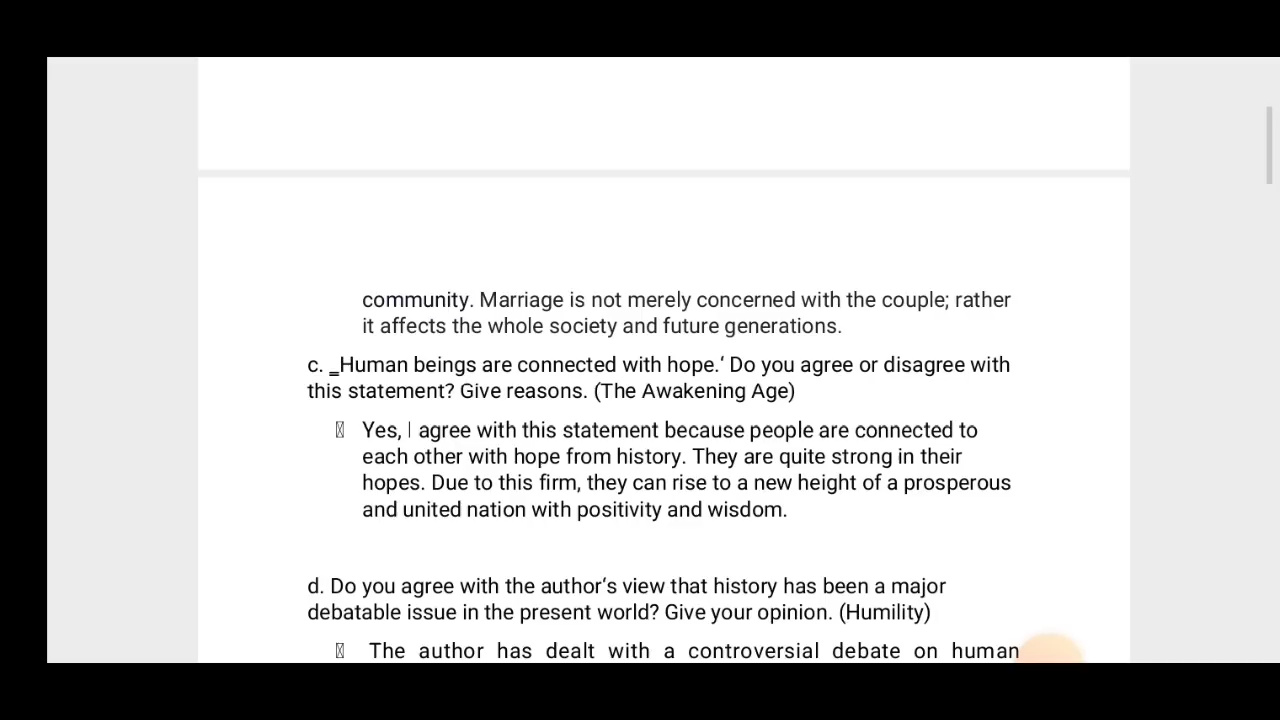 community. Marriage is not merely concerned with the couple; rather
it affects the whole society and future generations.
c. _Human beings are connected with hope.‘ Do you agree or disagree with
this statement? Give reasons. (The Awakening Age)
Yes, I agree with this statement because people are connected to
each other with hope from history. They are quite strong in their
hopes. Due to this firm, they can rise to a new height of a prosperous
and united nation with positivity and wisdom.
d. Do you agree with the author‘s view that history has been a major
debatable issue in the present world? Give your opinion. (Humility)
The author has dealt with a controversial debate on human